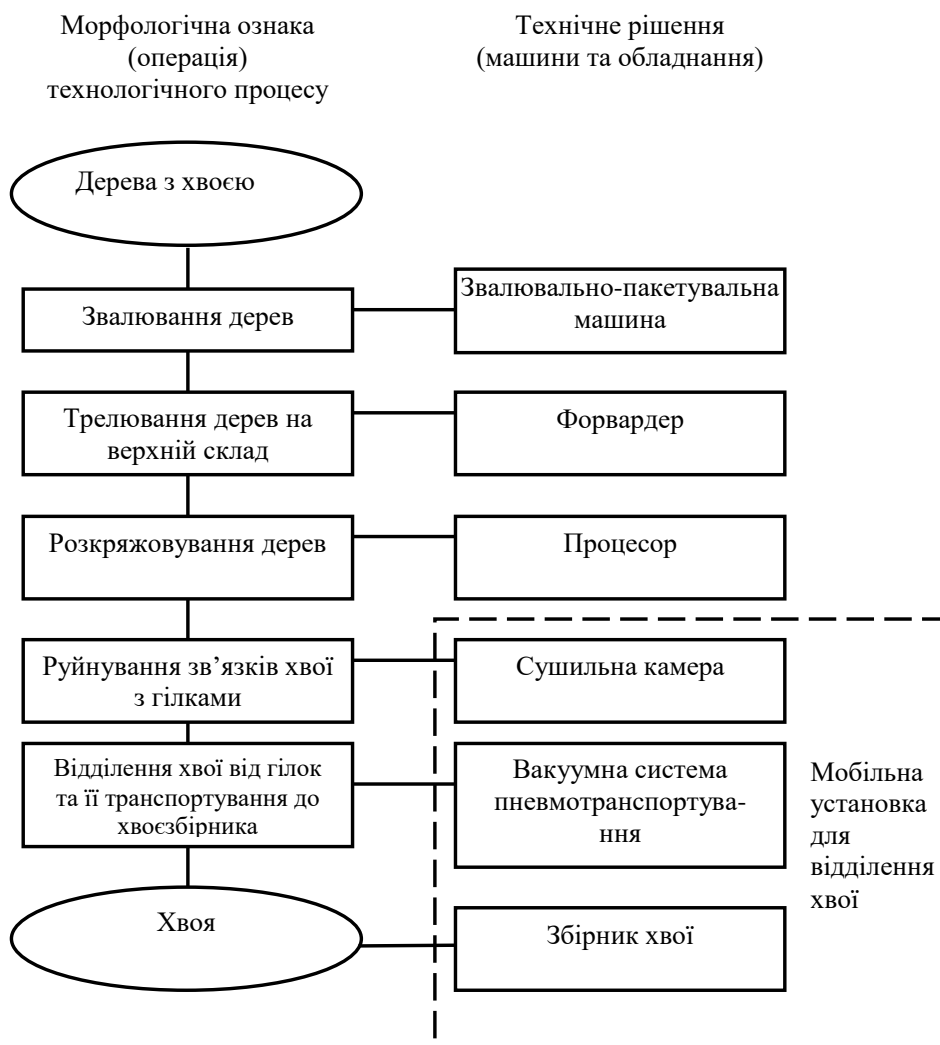 Морфологічна ознака
(операція)
технологічного процесу
Технічне рішення
(машини та обладнання)
Дерева з хвоєю
Звалювання дерев
Звалювально-пакетувальна
машина
Трелювання дерев на
верхній склад
Форвардер
Розкряжовування дерев
Процесор
Руйнування зв’язків хвої
з гілками
Сушильна камера
Відділення хвої від гілок
та її транспортування до
хвоєзбірника
Вакуумна система
пневмотранспортува-
ння
Мобільна
установка
для
відділення
хвої
Хвоя
Збірник хвої